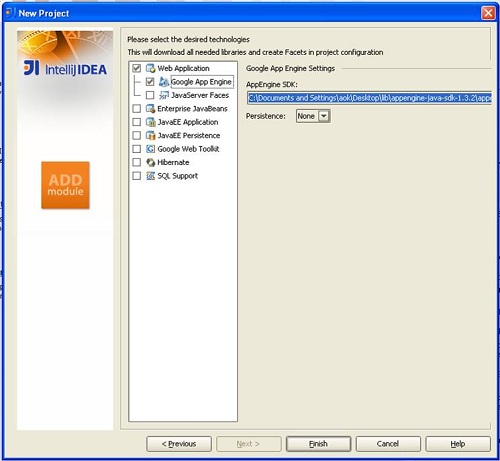 New Project
IntelliJIDEA
ADD
module
Please select the desired technologies
This will download all needed libraries and create Facets in project configuration
Web Application
Google App Engine
JavaServer Faces
Enterprise JavaBeans
JavaEE Application
JavaEE Persistence
Google Web Toolkit
Hibernate
SQL Support
Google App Engine Settings
AppEngine SDK:
C:\Documents and Settings\aok\Desktop\lib\appengine-java-sdk-1.3.2\app
Persistence: None
< Previous
Next >
Finish
Cancel
Help